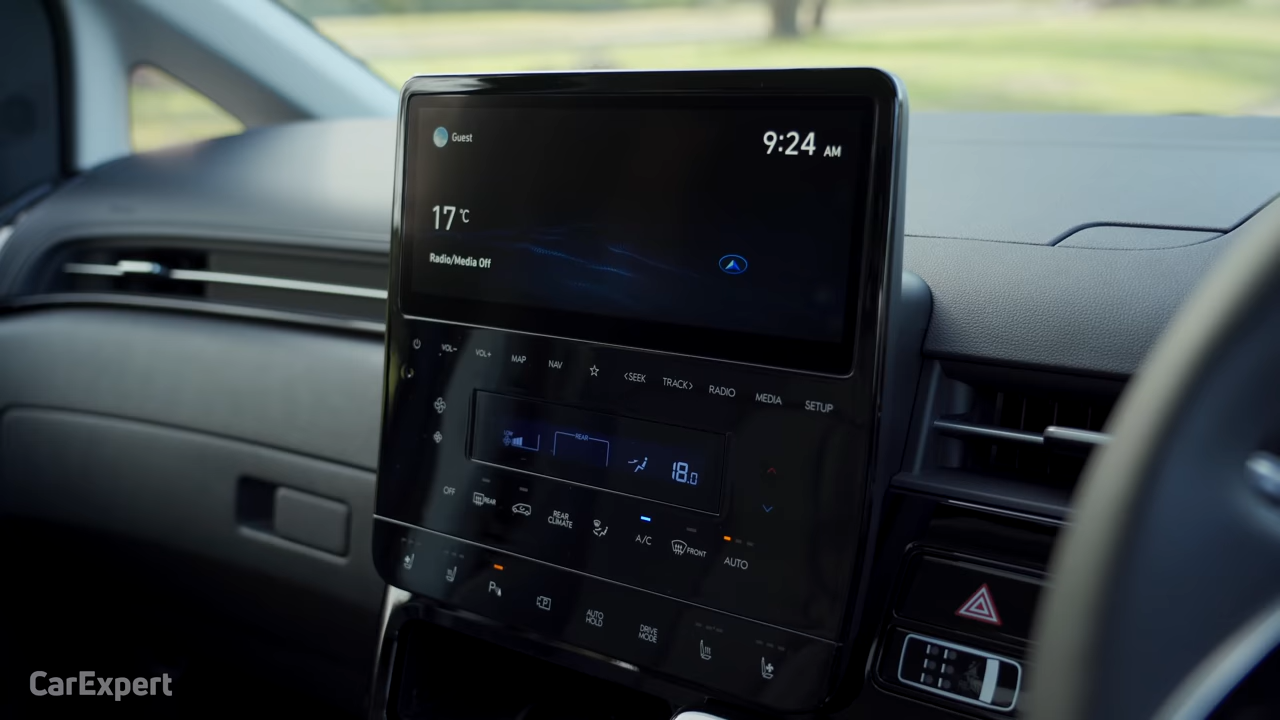 Guest
9:24 AM
17°C
Radio/Media Off
VOL-
VOL+
MAP
NAV
<SEEK
TRACK>
RADIO
MEDIA
SETUP
LOW
REAR
18.0
OFF
REAR
REAR
CLIMATE
A/C
FRONT
AUTO
P
P
AUTO
HOLD
DRIVE
MODE
CarExpert